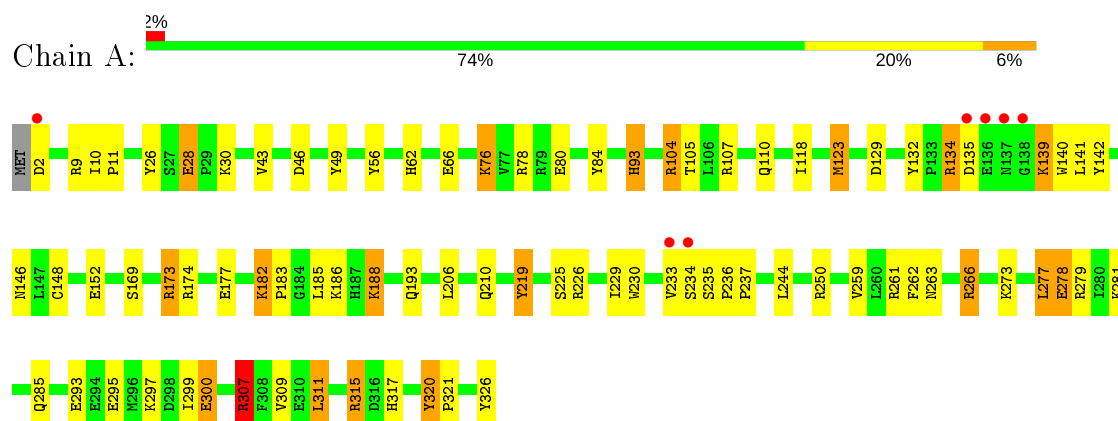 2%
Chain A:
74% 20% 6%
MET D2 R9 I10 P11 Y26 S27 E28 P29 K30 V43 D46 Y49 Y56 H62 E66 K76 V77 R78 R79 E80 Y84 H93 R104 T105 L106 R107 Q110 I118 M123 D129 Y132 P133 R134 D135 E136 N137 G138 K139 W140 L141 Y142
N146 L147 C148 E152 S169 R173 R174 E177 K182 P183 G184 L185 K186 H187 K188 Q193 L206 Q210 Y219 S225 R226 I229 W230 V233 S234 S235 P236 P237 L244 R250 V259 L260 R261 F262 N263 R266 K273 L277 E278 R279 I280
Q285 E293 E294 E295 M296 K297 D298 I299 E300 R307 F308 V309 E310 L311 R315 D316 H317 Y320 P321 Y326